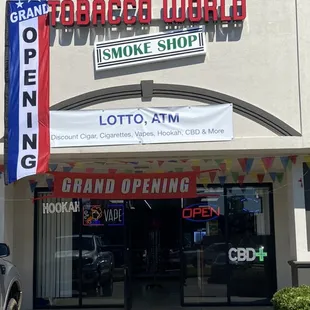 GRAND
OPENING
TOBACCO WORLD
SMOKE SHOP
LOTTO, ATM
Discount Cigar, Cigarettes, Vapes, Hookah, CBD & More
GRAND OPENING
HOOKAH
VAPE
OPEN
CBD+